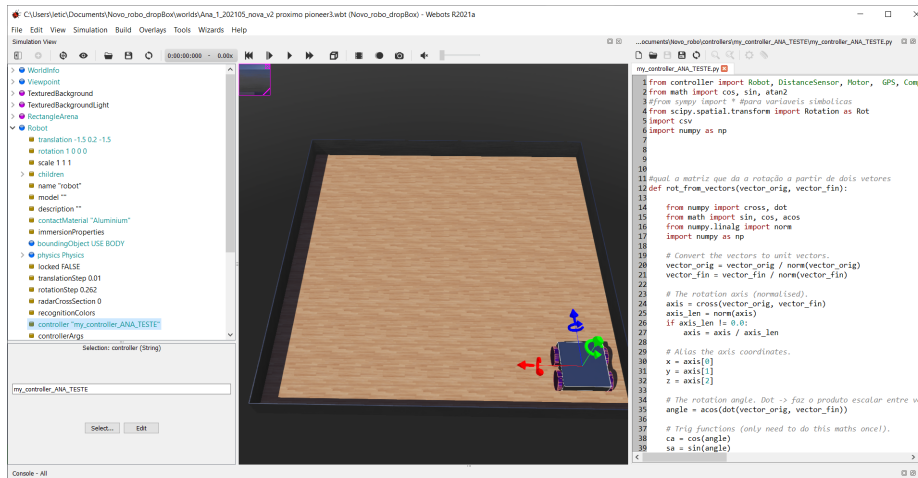 C:\Users\letic\Documents\Novo_robo_dropBox\worlds\Ana_1_202105_nova_v2 proximo pioneer3.wbt (Novo_robo_dropBox) - Webots R2021a
File Edit View Simulation Build Overlays Tools Wizards Help
Simulation View
0:00:00:000 - 0.00x
WorldInfo
Viewpoint
TexturedBackground
TexturedBackgroundLight
RectangleArena
Robot
translation -1.5 0.2 -1.5
rotation 1 0 0 0
scale 1 1 1
children
name "robot"
model ""
description ""
contactMaterial "Aluminium"
immersionProperties
boundingObject USE BODY
physics Physics
locked FALSE
translationStep 0.01
rotationStep 0.262
radarCrossSection 0
recognitionColors
controller "my_controller_ANA_TESTE"
controllerArgs
Selection: controller (String)
my_controller_ANA_TESTE
Select... Edit
Console - All
...ocuments\Novo_robo\controllers\my_controller_ANA_TESTE\my_controller_ANA_TESTE.py
my_controller_ANA_TESTE.py
1 from controller import Robot, DistanceSensor, Motor, GPS, Com
2 from math import cos, sin, atan2
3 #from sympy import * #para variaveis simbolicas
4 from scipy.spatial.transform import Rotation as Rot
5 import csv
6 import numpy as np
7
8
9
10
11 #qual a matriz que da a rotação a partir de dois vetores
12 def rot_from_vectors(vector_orig, vector_fin):
13
14 from numpy import cross, dot
15 from math import sin, cos, acos
16 from numpy.linalg import norm
17 import numpy as np
18
19 # Convert the vectors to unit vectors.
20 vector_orig = vector_orig / norm(vector_orig)
21 vector_fin = vector_fin / norm(vector_fin)
22
23 # The rotation axis (normalised).
24 axis = cross(vector_orig, vector_fin)
25 axis_len = norm(axis)
26 if axis_len != 0.0:
27 axis = axis / axis_len
28
29 # Alias the axis coordinates.
30 x = axis[0]
31 y = axis[1]
32 z = axis[2]
33
34 # The rotation angle. Dot -> faz o produto escalar entre v
35 angle = acos(dot(vector_orig, vector_fin))
36
37 # Trig functions (only need to do this maths once!).
38 ca = cos(angle)
39 sa = sin(angle)